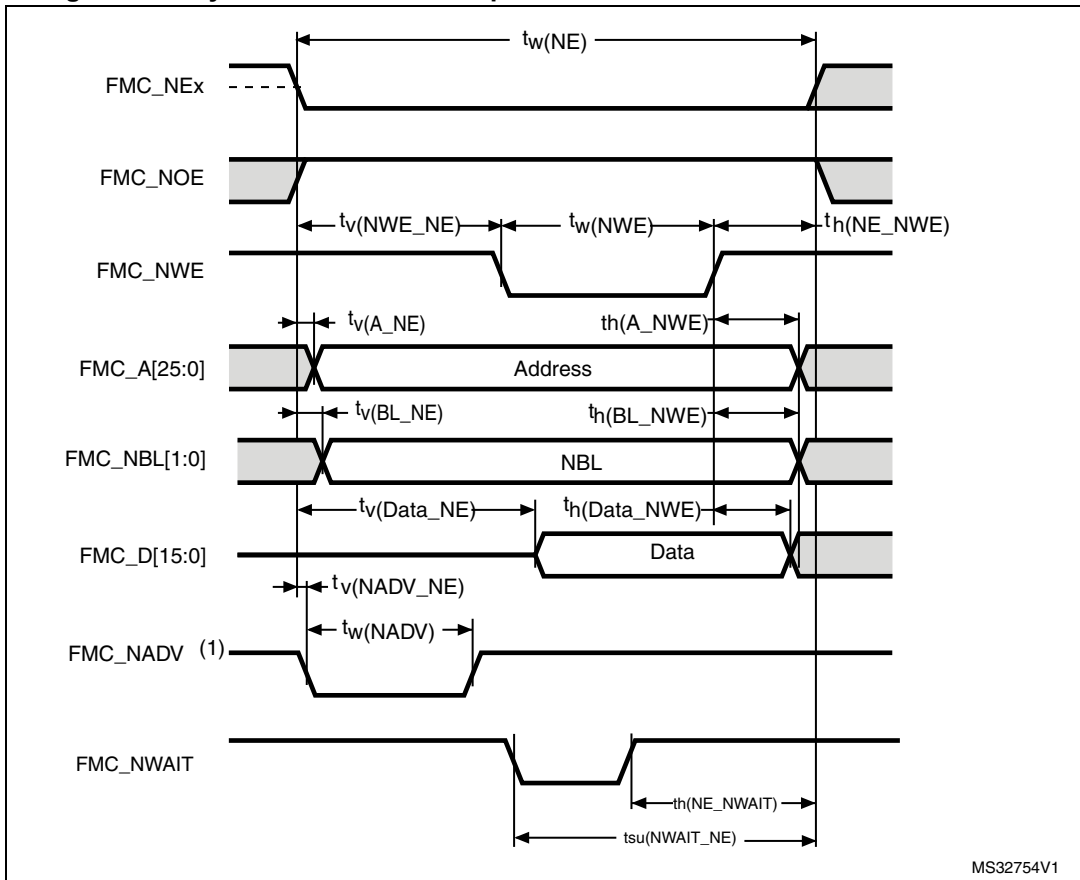 tw(NE)
FMC_NEx
FMC_NOE
tv(NWE_NE)
tw(NWE)
th(NE_NWE)
FMC_NWE
tv(A_NE)
th(A_NWE)
FMC_A[25:0]
Address
tv(BL_NE)
th(BL_NWE)
FMC_NBL[1:0]
NBL
tv(Data_NE)
th(Data_NWE)
FMC_D[15:0]
Data
tv(NADV_NE)
tw(NADV)
FMC_NADV (1)
FMC_NWAIT
th(NE_NWAIT)
tsu(NWAIT_NE)
MS32754V1